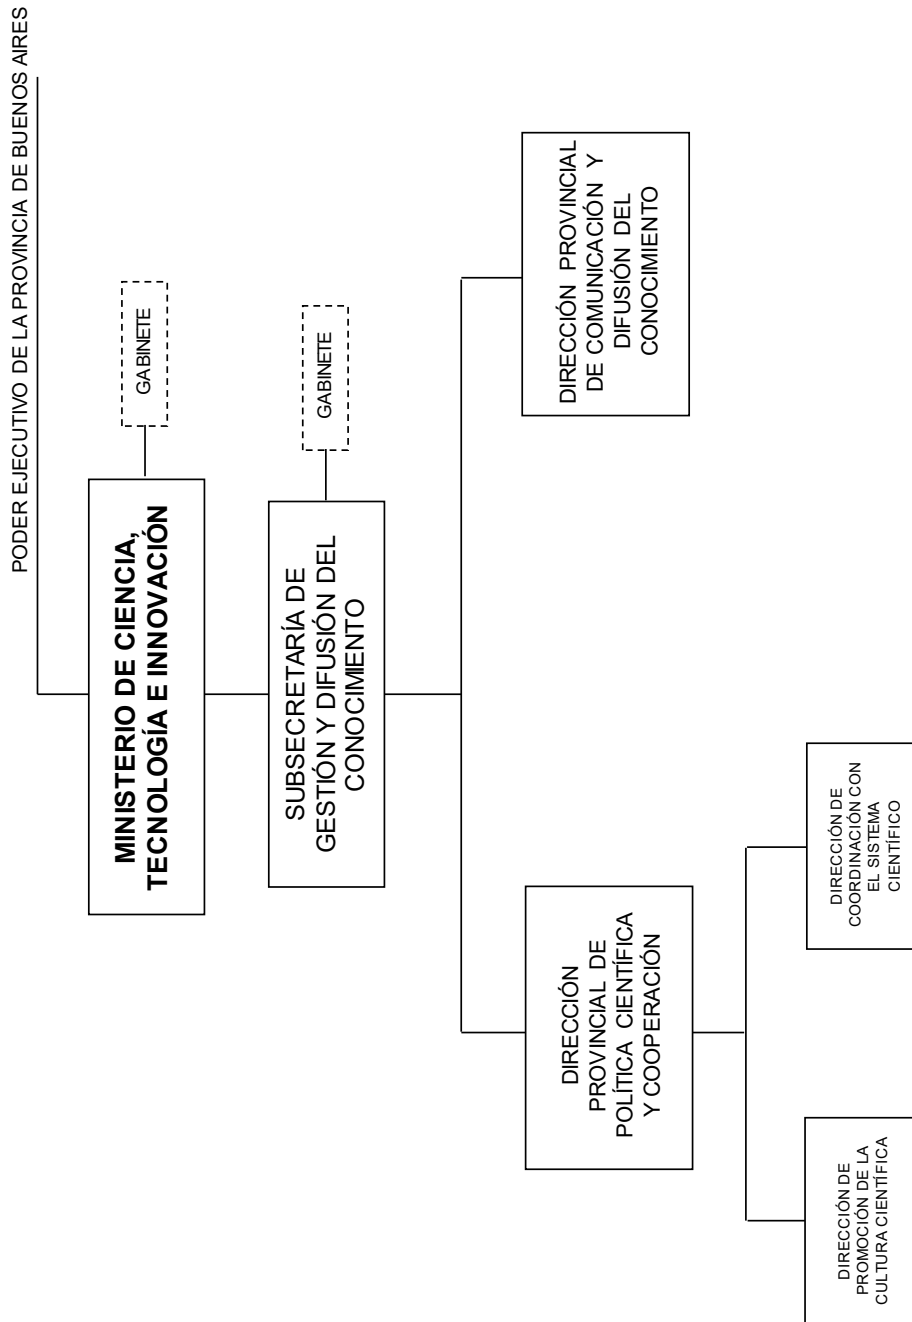 PODER EJECUTIVO DE LA PROVINCIA DE BUENOS AIRES
MINISTERIO DE CIENCIA,
TECNOLOGÍA E INNOVACIÓN
GABINETE
SUBSECRETARÍA DE
GESTIÓN Y DIFUSIÓN DEL
CONOCIMIENTO
GABINETE
DIRECCIÓN
PROVINCIAL DE
POLÍTICA CIENTÍFICA
Y COOPERACIÓN
DIRECCIÓN PROVINCIAL
DE COMUNICACIÓN Y
DIFUSIÓN DEL
CONOCIMIENTO
DIRECCIÓN DE
PROMOCIÓN DE LA
CULTURA CIENTÍFICA
DIRECCIÓN DE
COORDINACIÓN CON
EL SISTEMA
CIENTÍFICO